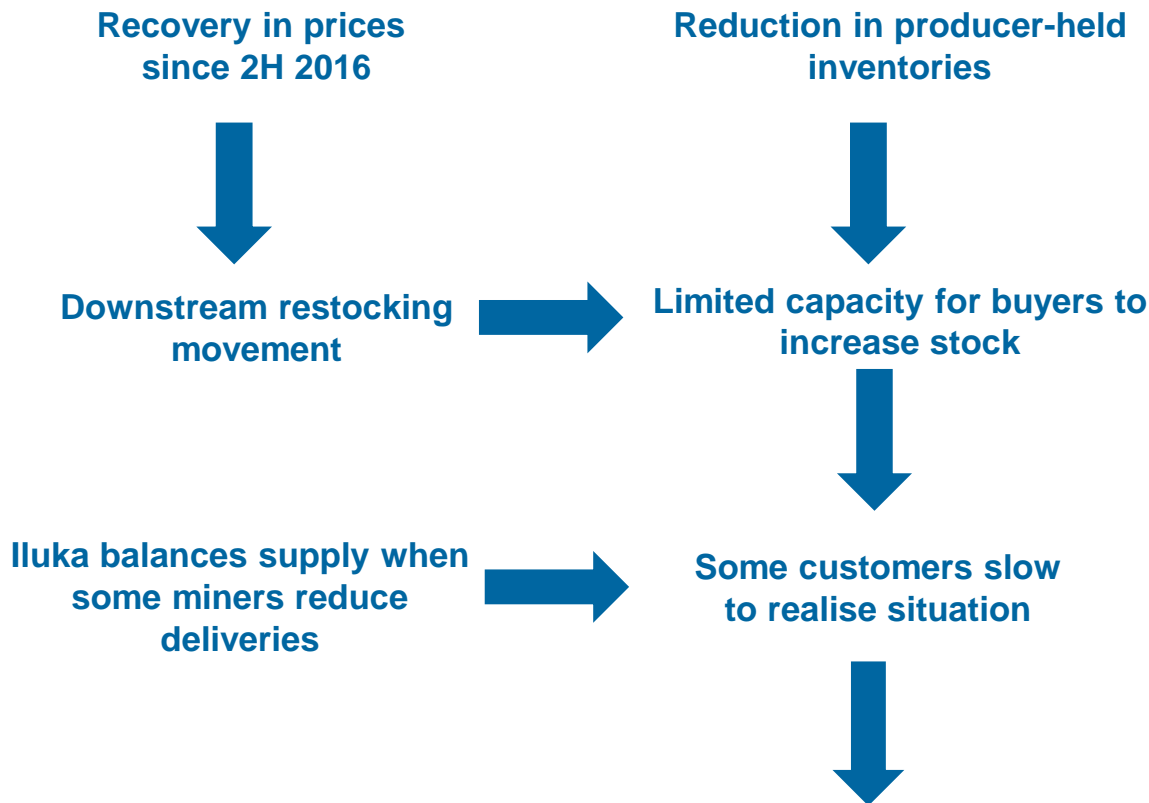 Recovery in prices
since 2H 2016
Reduction in producer-held
inventories
Downstream restocking
movement
Limited capacity for buyers to
increase stock
Iluka balances supply when
some miners reduce
deliveries
Some customers slow
to realise situation